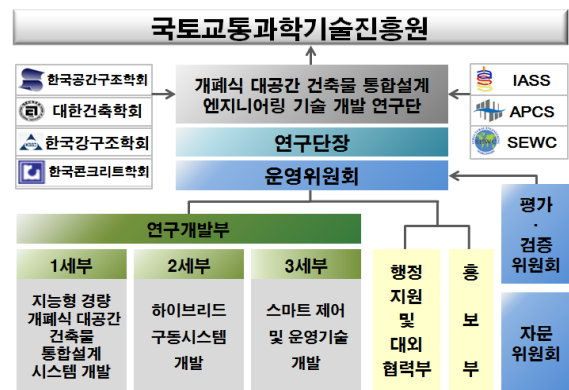 국토교통과학기술진흥원
한국공간구조학회
대한건축학회
한국강구조학회
한국콘크리트학회
개폐식 대공간 건축물 통합설계
엔지니어링 기술 개발 연구단
IASS
APCS
SEWC
연구단장
운영위원회
평가
·
검증
위원회
자문
위원회
연구개발부
1세부
지능형 경량
개폐식 대공간
건축물
통합설계
시스템 개발
2세부
하이브리드
구동시스템
개발
3세부
스마트 제어
및 운영기술
개발
행정
지원
및
대외
협력부
홍
보
부